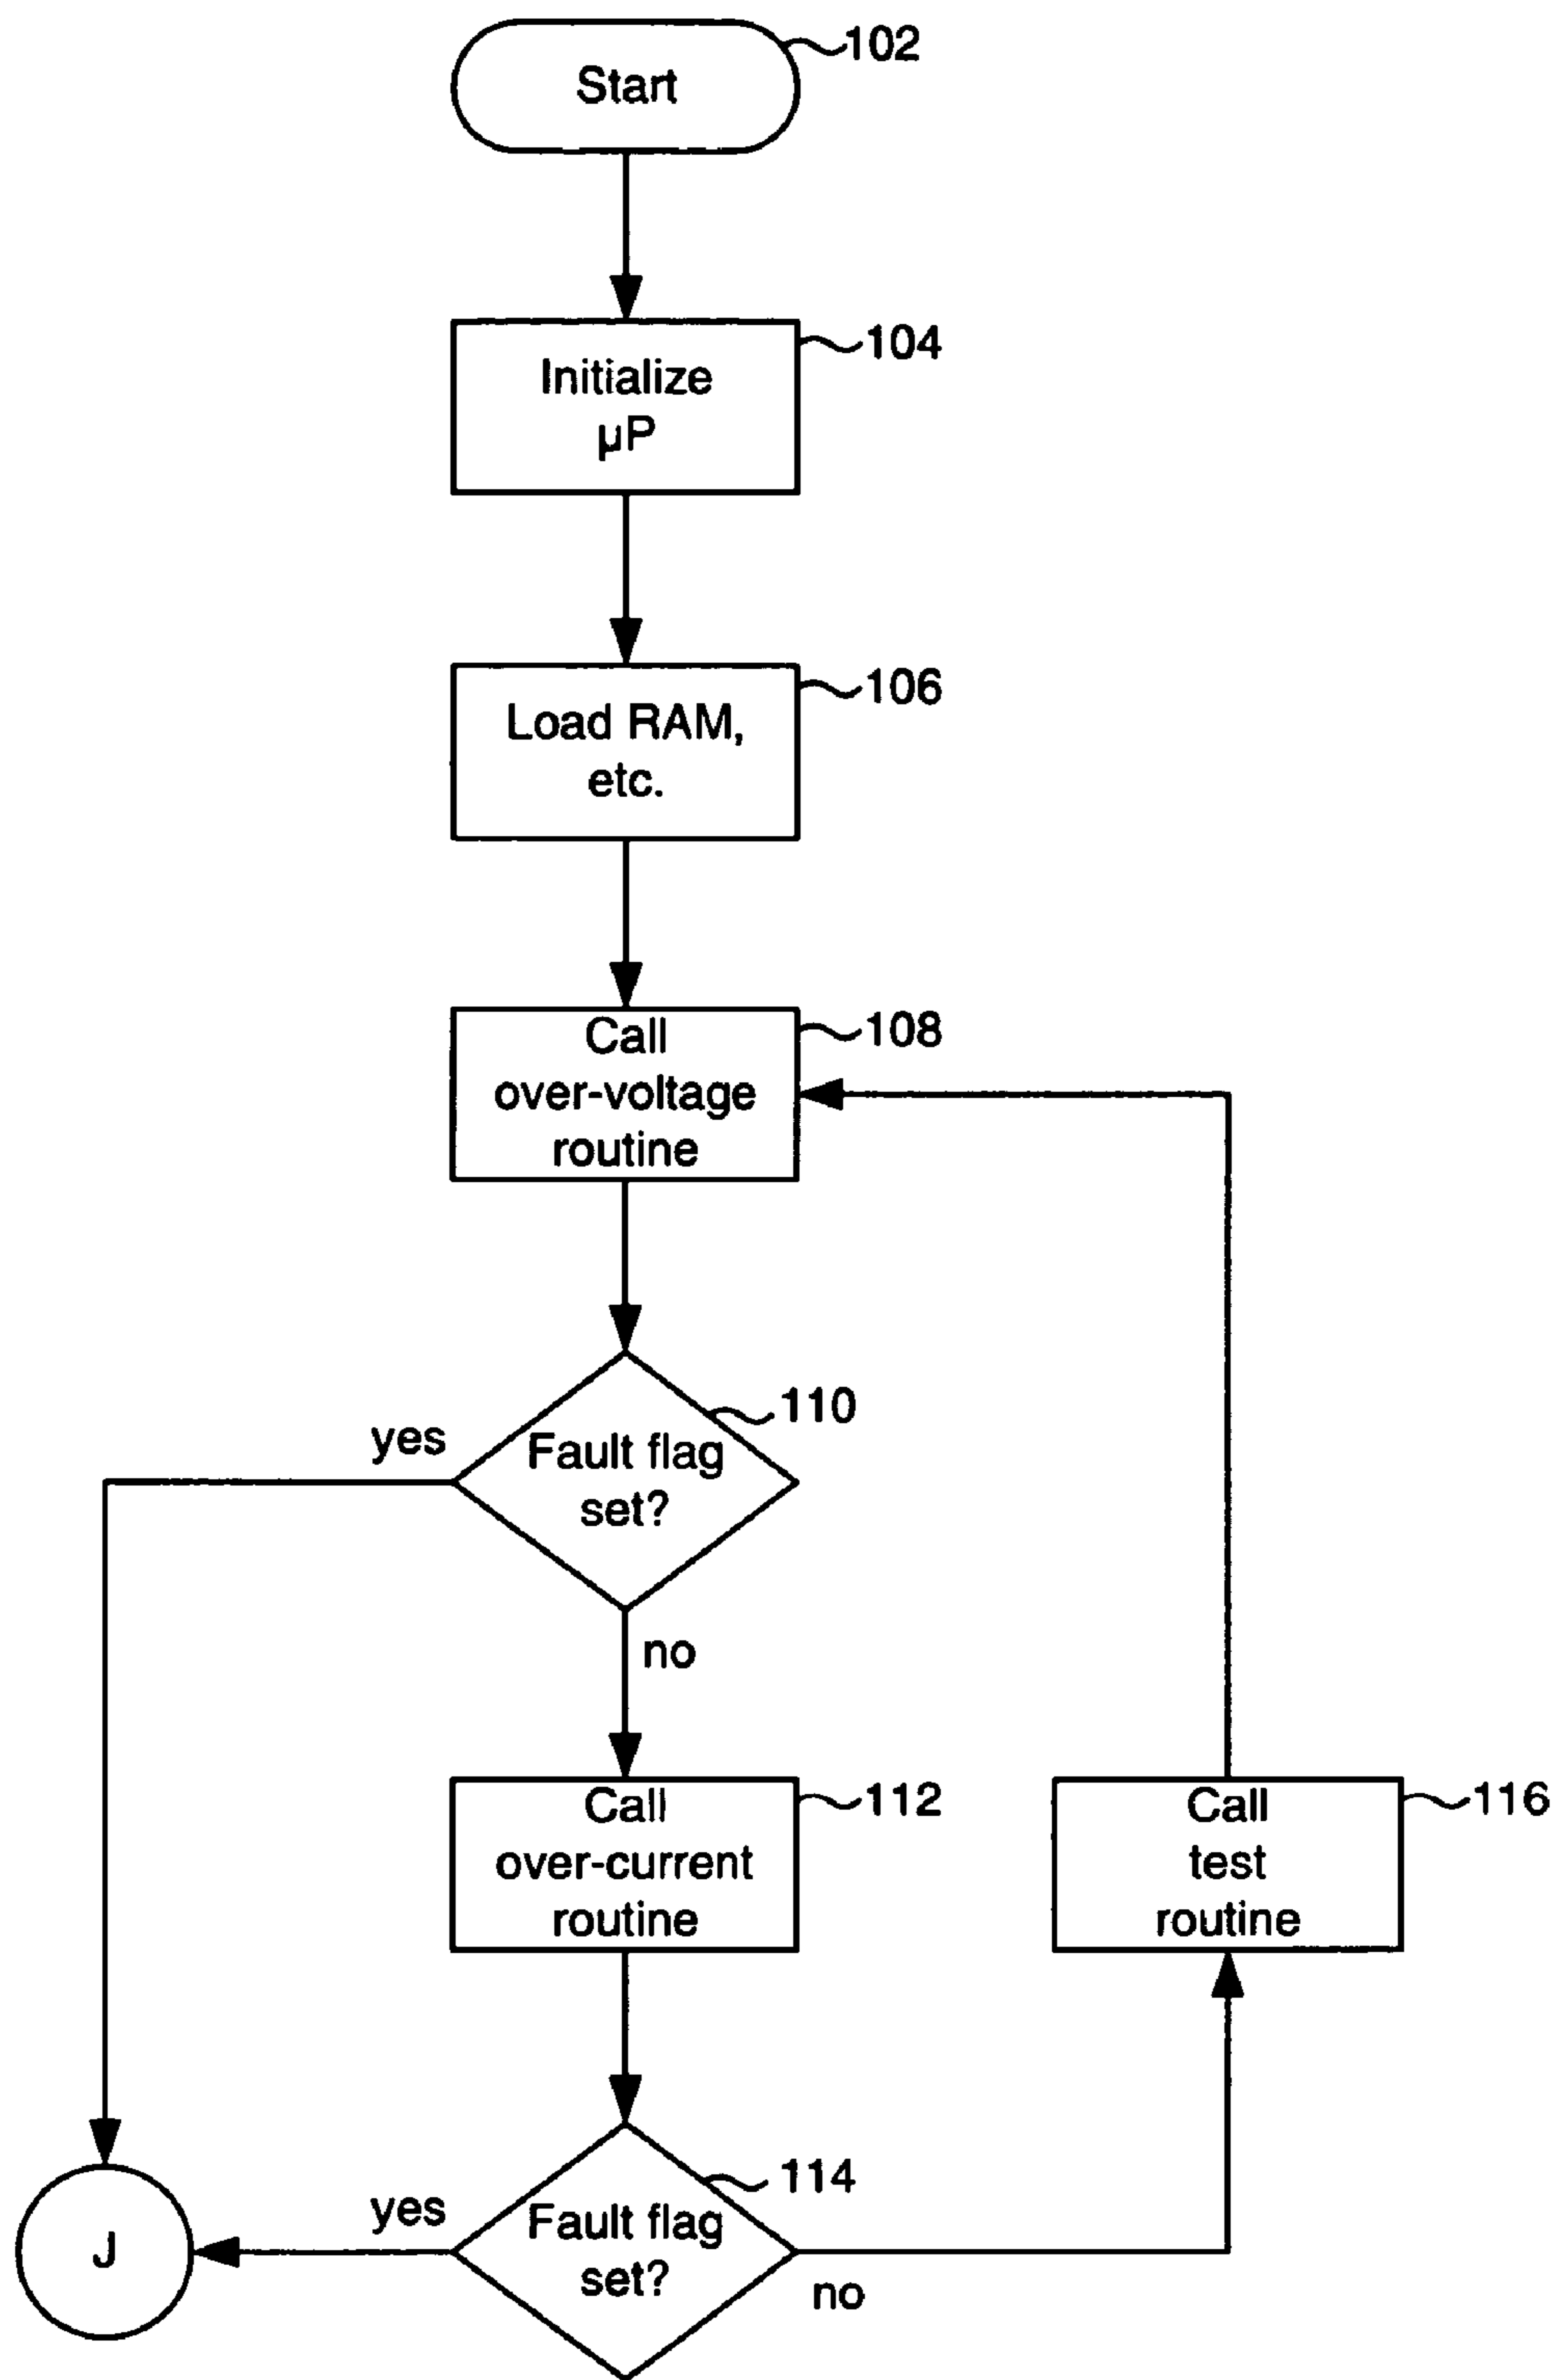 Start
102
Initialize
µP
104
Load RAM,
etc.
106
Call
over-voltage
routine
108
Fault flag
set?
110
yes
no
Call
over-current
routine
112
Call
test
routine
116
Fault flag
set?
114
yes
no
J